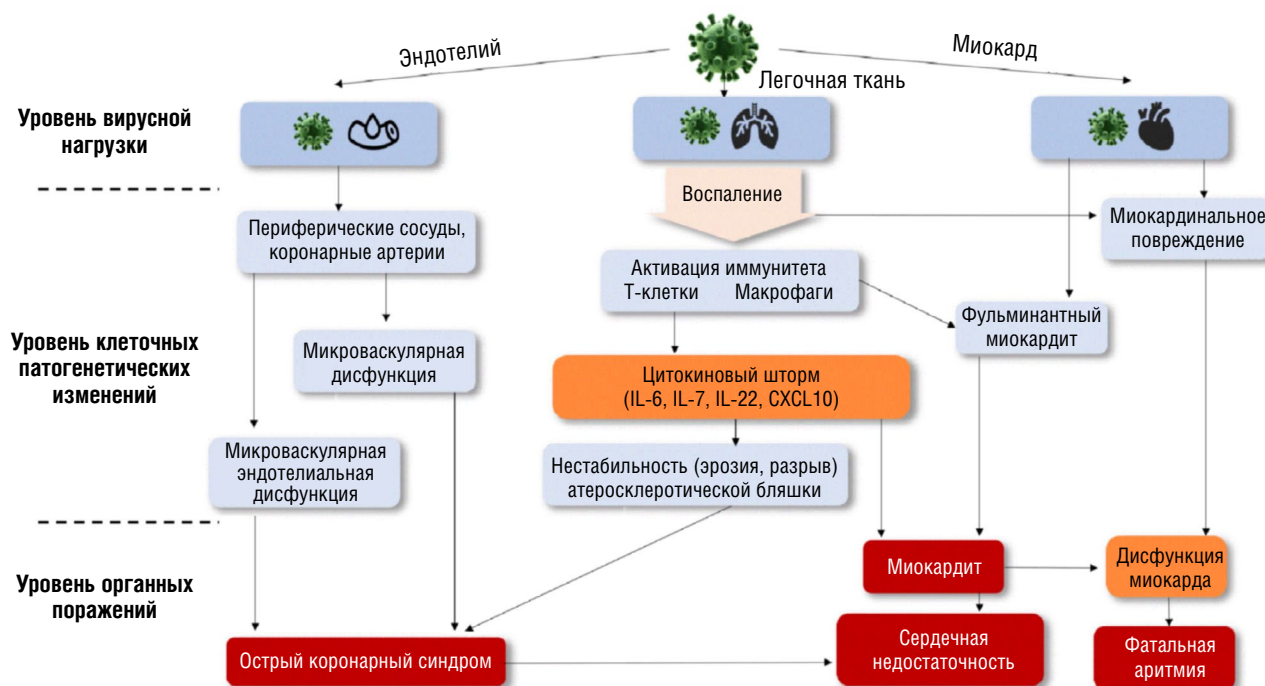 Эндотелий
Миокард
Легочная ткань
Уровень вирусной
нагрузки
Воспаление
Периферические сосуды,
коронарные артерии
Миокардинальное
повреждение
Активация иммунитета
Т-клетки Макрофаги
Уровень клеточных
патогенетических
изменений
Микроваскулярная
дисфункция
Фульминантный
миокардит
Цитокиновый шторм
(IL-6, IL-7, IL-22, CXCL10)
Микроваскулярная
эндотелиальная
дисфункция
Нестабильность (эрозия, разрыв)
атеросклеротической бляшки
Уровень органных
поражений
Миокардит
Дисфункция
миокарда
Острый коронарный синдром
Сердечная
недостаточность
Фатальная
аритмия